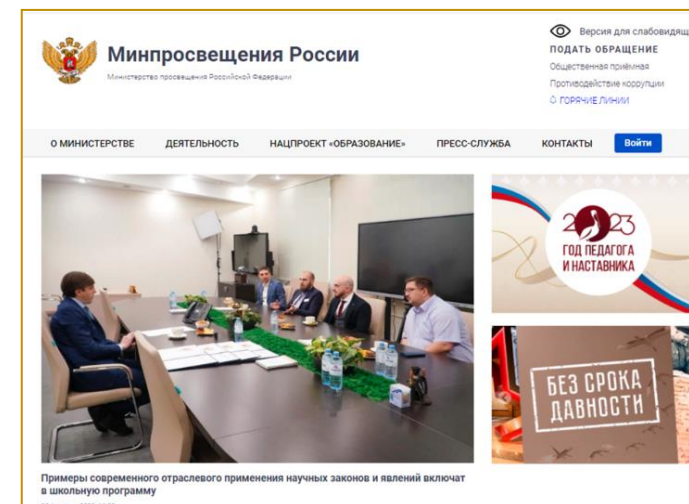 Версия для слабовидящ
ПОДАТЬ ОБРАЩЕНИЕ
Общественная приёмная
Противодействие коррупции
ГОРЯЧИЕ ЛИНИИ
Минпросвещения России
Министерство просвещения Российской Федерации
О МИНИСТЕРСТВЕ ДЕЯТЕЛЬНОСТЬ НАЦПРОЕКТ «ОБРАЗОВАНИЕ» ПРЕСС-СЛУЖБА КОНТАКТЫ Войти
2023
ГОД ПЕДАГОГА
И НАСТАВНИКА
БЕЗ СРОКА
ДАВНОСТИ
Примеры современного отраслевого применения научных законов и явлений включат
в школьную программу